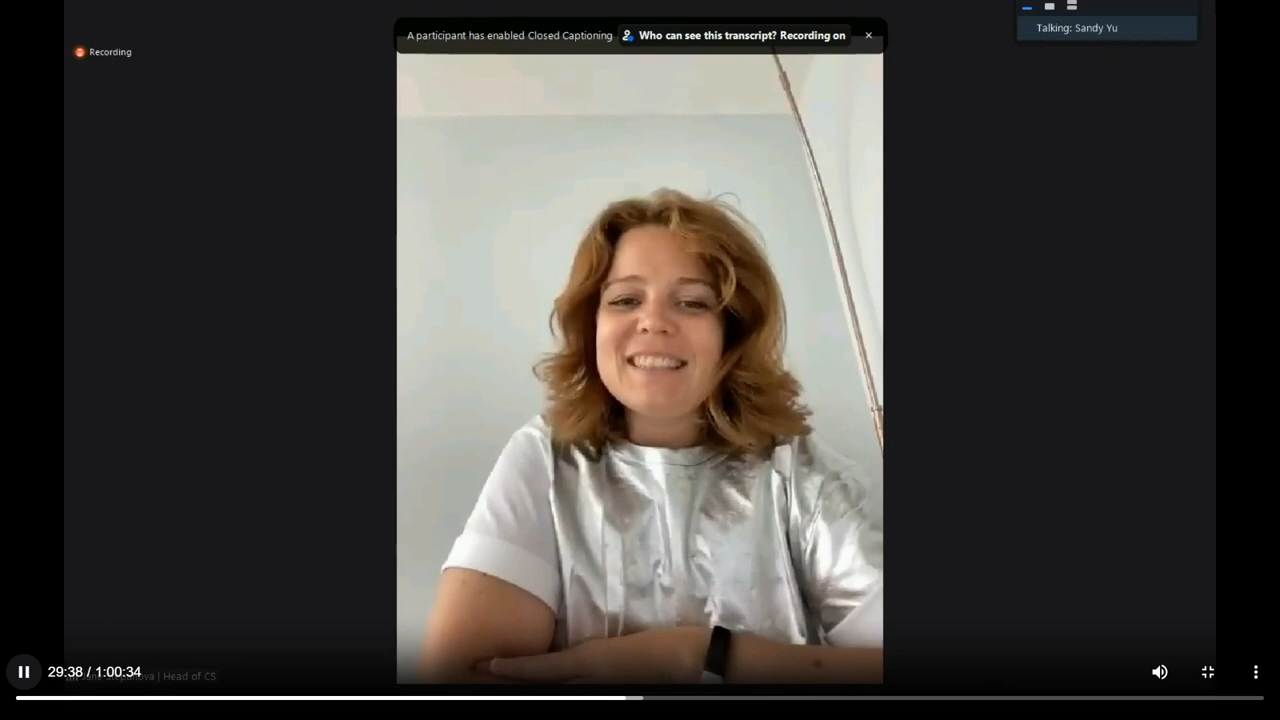 A participant has enabled Closed Captioning Who can see this transcript? Recording on
Talking: Sandy Yu
Recording
29:38 / 1:00:34
| Head of CS